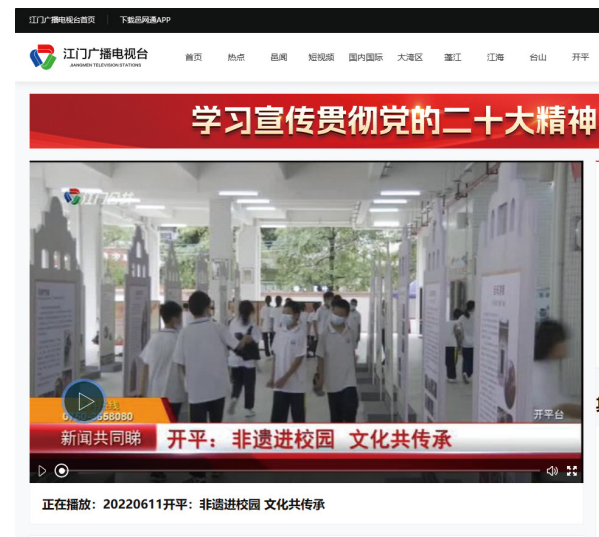 江门广播电视台首页 下载邑网通APP
江门广播电视台 首页 热点 邑闻 短视频 国内国际 大湾区 蓬江 江海 台山 开平
JIANGMEN TELEVISION STATIONS
学习宣传贯彻党的二十大精神
江门公共
开平台
新闻共同睇 开平：非遗进校园 文化共传承
正在播放：20220611开平：非遗进校园 文化共传承